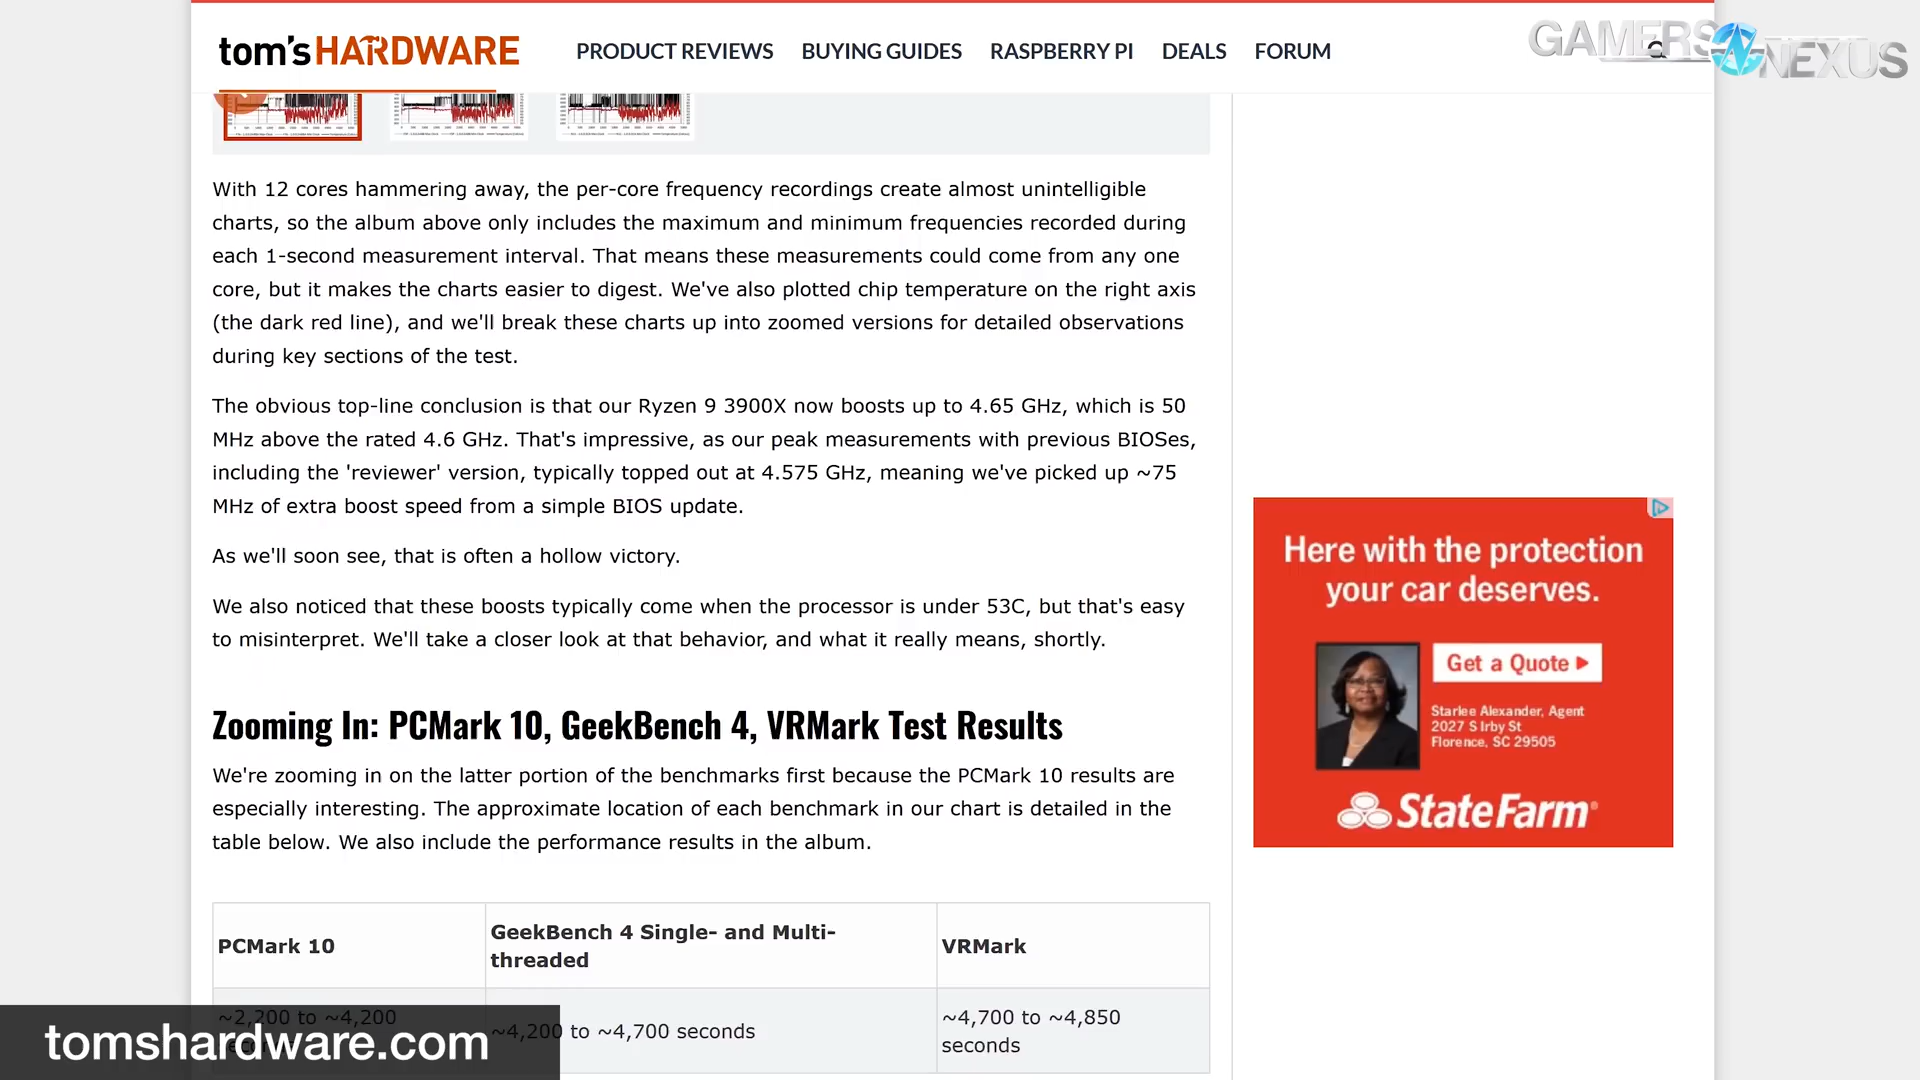 tom's HARDWARE
PRODUCT REVIEWS BUYING GUIDES RASPBERRY PI DEALS FORUM
GAMERS NEXUS
With 12 cores hammering away, the per-core frequency recordings create almost unintelligible
charts, so the album above only includes the maximum and minimum frequencies recorded during
each 1-second measurement interval. That means these measurements could come from any one
core, but it makes the charts easier to digest. We've also plotted chip temperature on the right axis
(the dark red line), and we'll break these charts up into zoomed versions for detailed observations
during key sections of the test.
The obvious top-line conclusion is that our Ryzen 9 3900X now boosts up to 4.65 GHz, which is 50
MHz above the rated 4.6 GHz. That's impressive, as our peak measurements with previous BIOSes,
including the 'reviewer' version, typically topped out at 4.575 GHz, meaning we've picked up ~75
MHz of extra boost speed from a simple BIOS update.
As we'll soon see, that is often a hollow victory.
We also noticed that these boosts typically come when the processor is under 53C, but that's easy
to misinterpret. We'll take a closer look at that behavior, and what it really means, shortly.
Zooming In: PCMark 10, GeekBench 4, VRMark Test Results
We're zooming in on the latter portion of the benchmarks first because the PCMark 10 results are
especially interesting. The approximate location of each benchmark in our chart is detailed in the
table below. We also include the performance results in the album.
PCMark 10
GeekBench 4 Single- and Multi-
threaded
VRMark
~2,200 to ~4,200
~4,200 to ~4,700 seconds
~4,700 to ~4,850
seconds
Here with the protection
your car deserves.
Get a Quote
Starlee Alexander, Agent
2027 S Irby St
Florence, SC 29505
StateFarm®
tomshardware.com